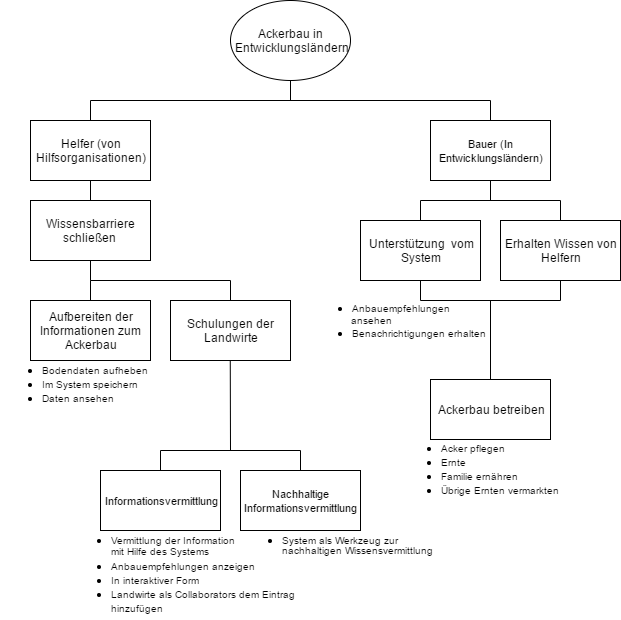 Ackerbau in
Entwicklungsländern
Helfer (von
Hilfsorganisationen)
Bauer (In
Entwicklungsländern)
Wissensbarriere
schließen
Unterstützung vom
System
Erhalten Wissen von
Helfern
Aufbereiten der
Informationen zum
Ackerbau
Schulungen der
Landwirte
Anbauempfehlungen
ansehen
Benachrichtigungen erhalten
Bodendaten aufheben
Im System speichern
Daten ansehen
Ackerbau betreiben
Acker pflegen
Ernte
Familie ernähren
Übrige Ernten vermarkten
Informationsvermittlung
Nachhaltige
Informationsvermittlung
Vermittlung der Information
mit Hilfe des Systems
Anbauempfehlungen anzeigen
In interaktiver Form
Landwirte als Collaborators dem Eintrag
hinzufügen
System als Werkzeug zur
nachhaltigen Wissensvermittlung